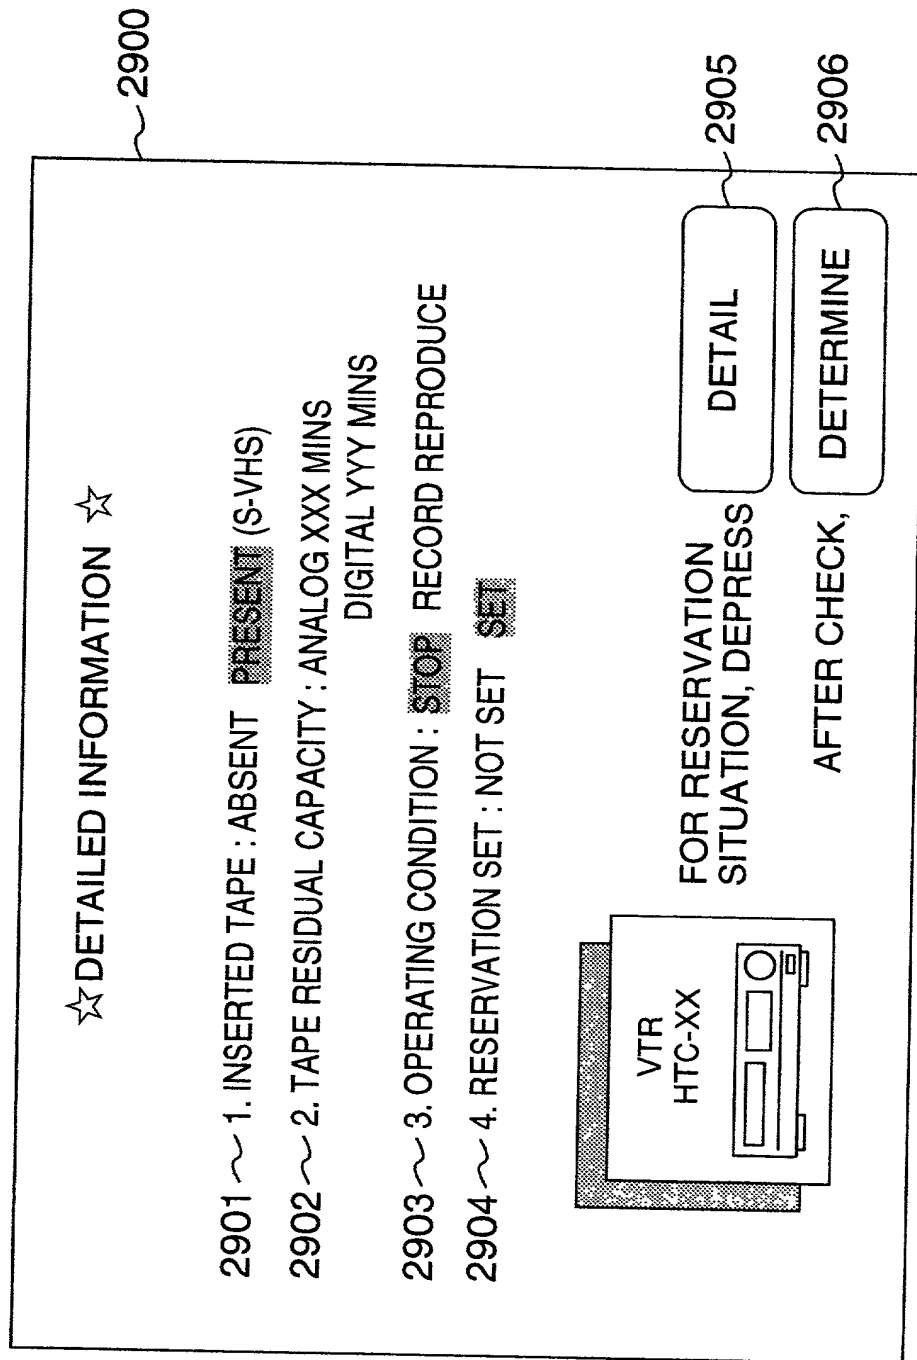 2900
☆DETAILED INFORMATION ☆
2901 ~ 1. INSERTED TAPE : ABSENT PRESENT (S-VHS)
2902 ~ 2. TAPE RESIDUAL CAPACITY : ANALOG XXX MINS
DIGITAL YYY MINS
2903 ~ 3. OPERATING CONDITION : STOP RECORD REPRODUCE
2904 ~ 4. RESERVATION SET : NOT SET SET
VTR
HTC-XX
FOR RESERVATION
SITUATION, DEPRESS DETAIL 2905
AFTER CHECK, DETERMINE 2906